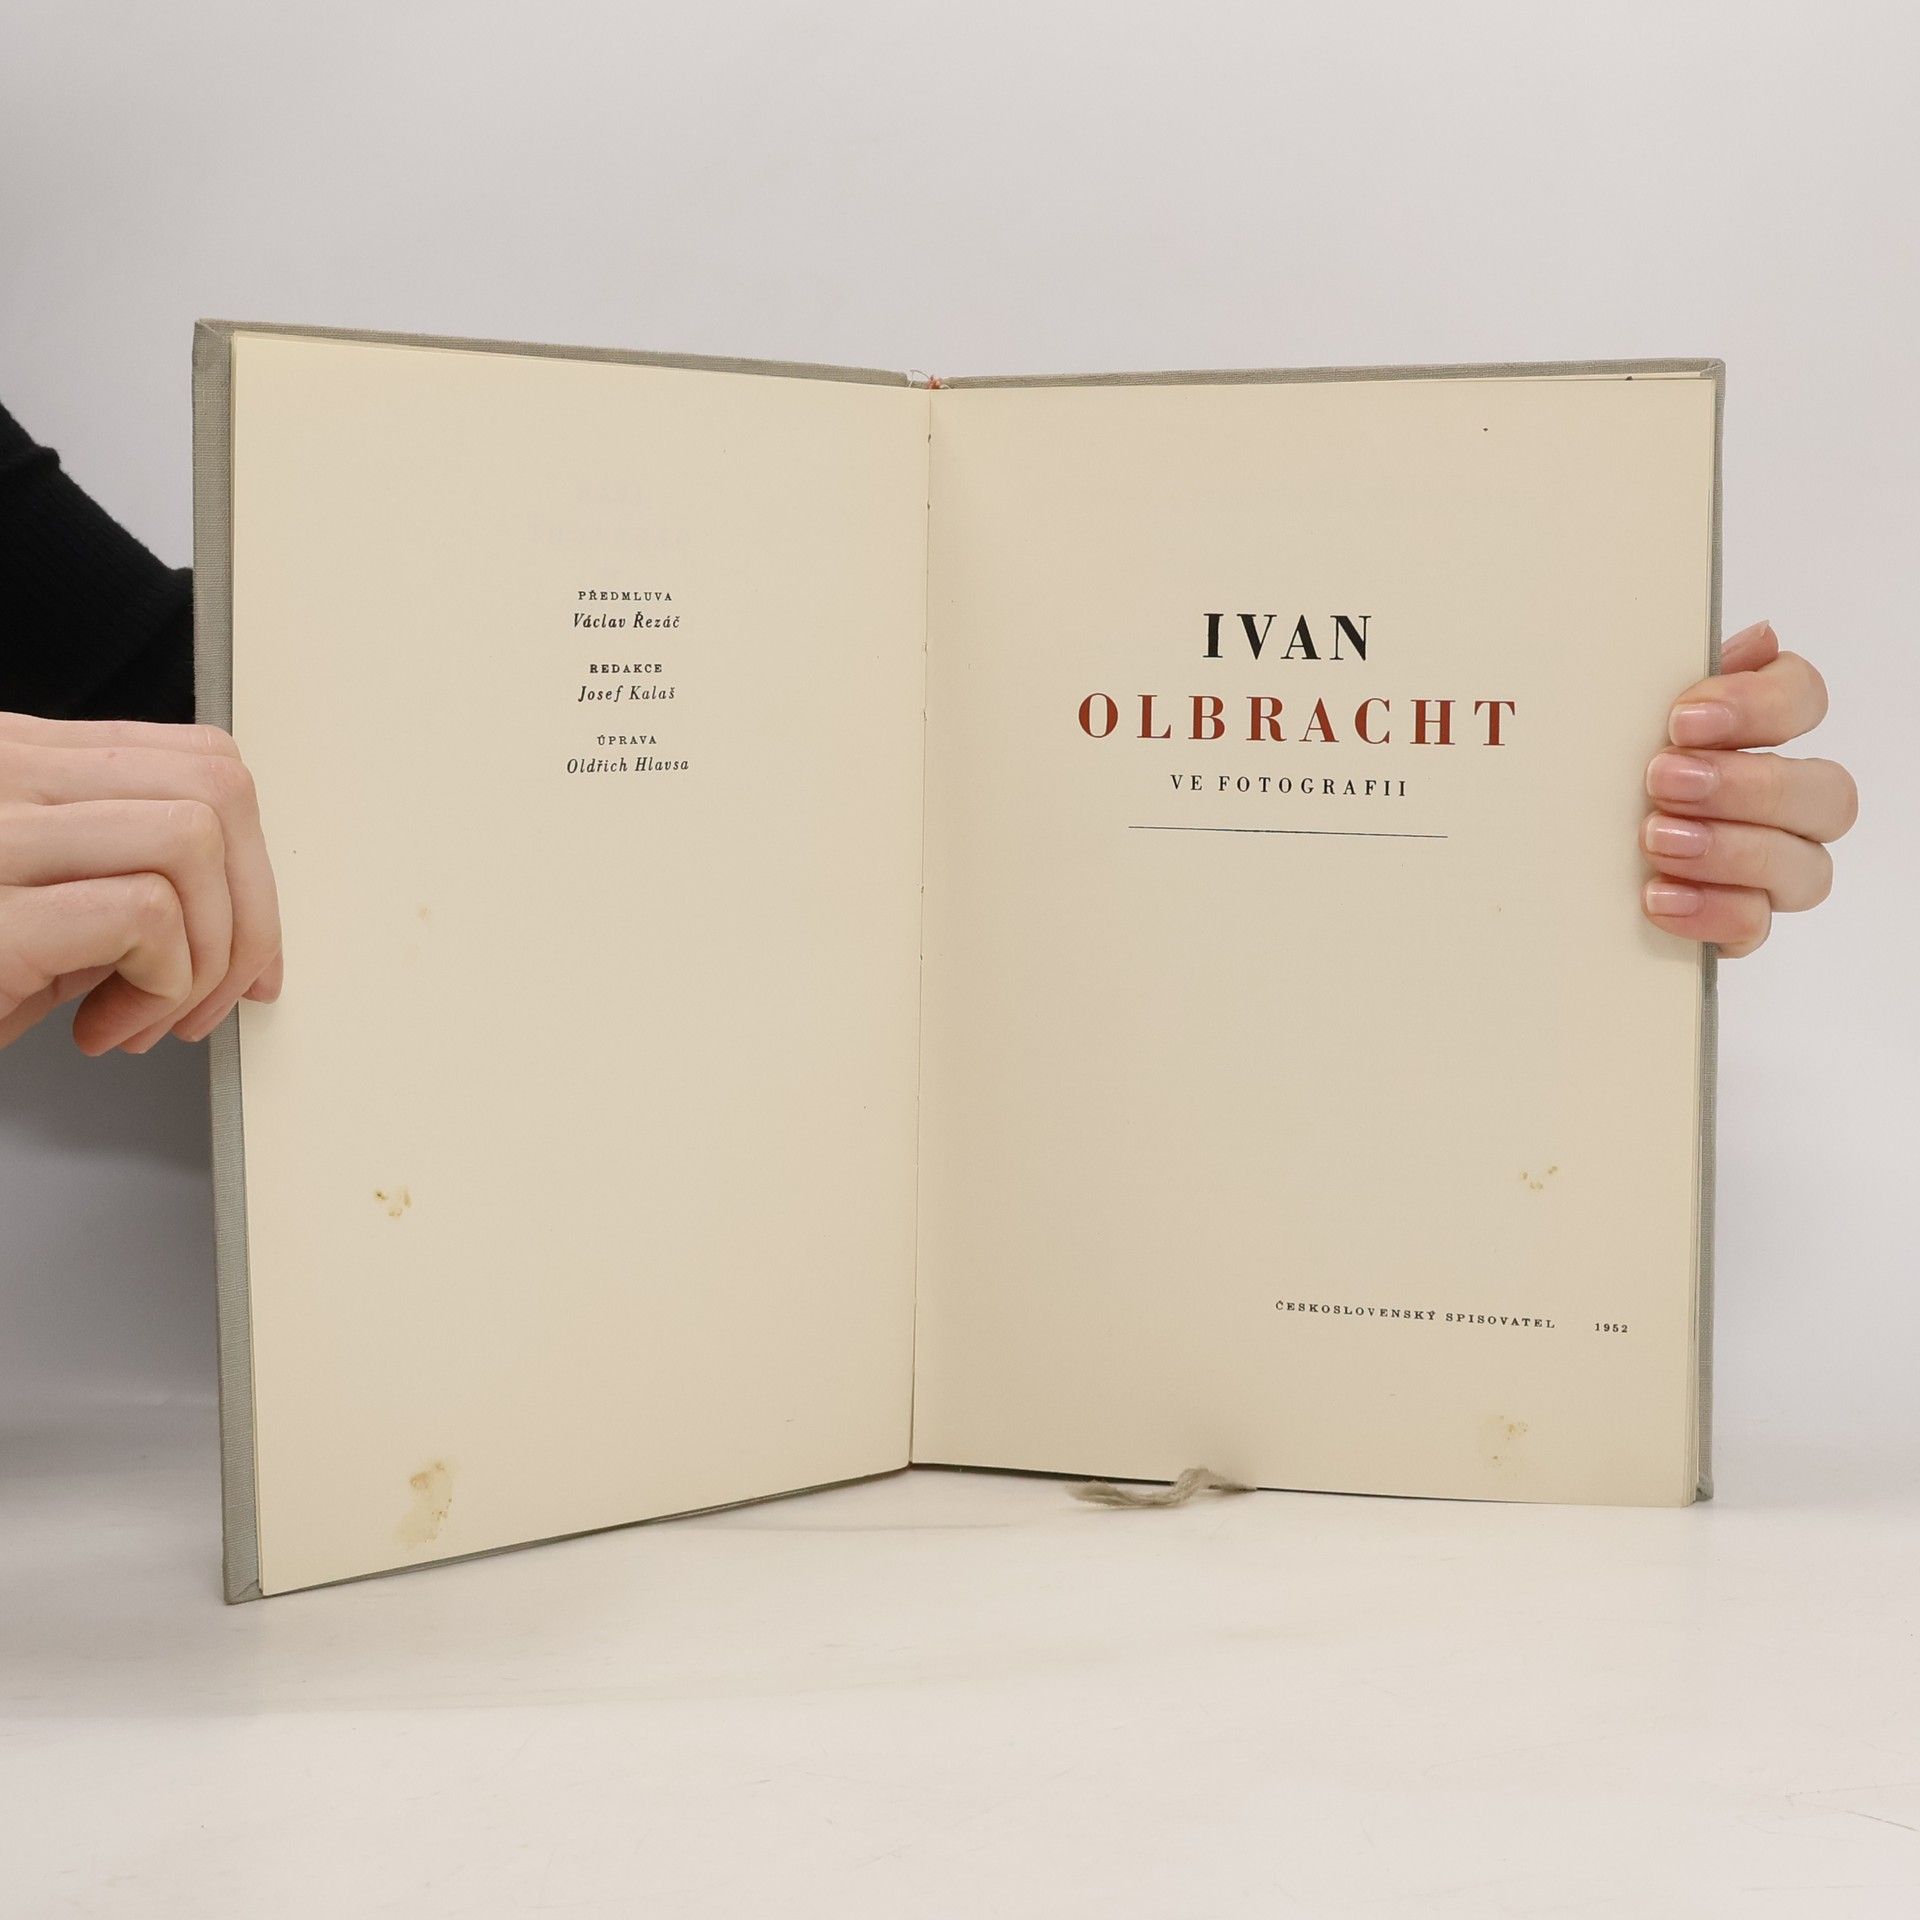 PŘEDMLUVA
Václav Řezáč
REDAKCE
Josef Kalaš
ÚPRAVA
Oldřich Hlavsa
IVAN
OLBRACHT
VE FOTOGRAFII
ČESKOSLOVENSKÝ SPISOVATEL 1952